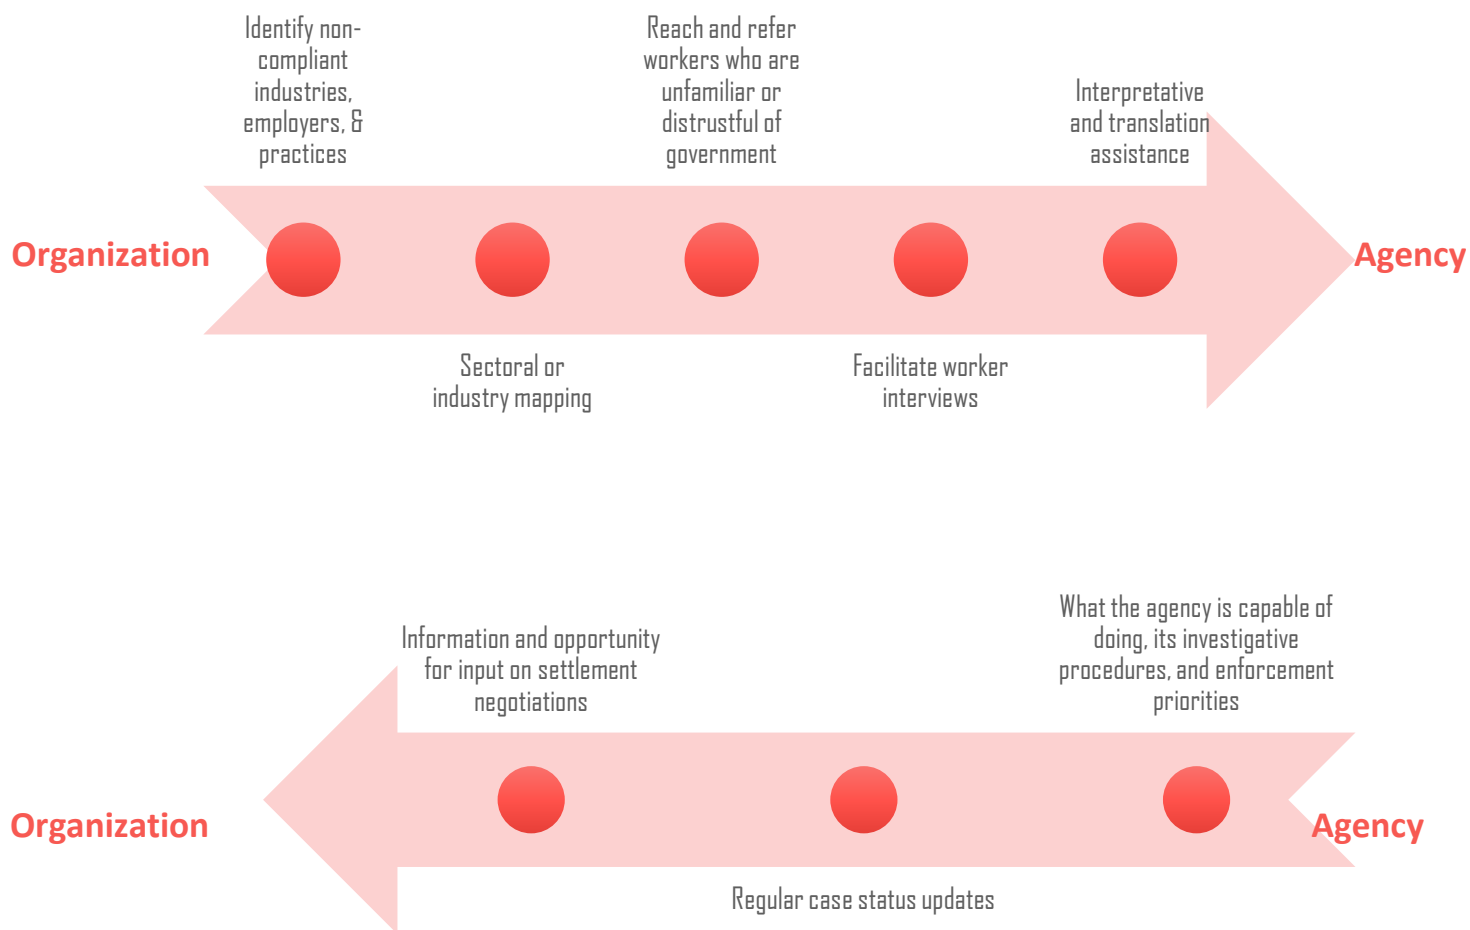 Identify non-
compliant
industries,
employers, &
practices
Reach and refer
workers who are
unfamiliar or
distrustful of
government
Interpretative
and translation
assistance
Organization
Agency
Sectoral or
industry mapping
Facilitate worker
interviews
Information and opportunity
for input on settlement
negotiations
What the agency is capable of
doing, its investigative
procedures, and enforcement
priorities
Organization
Agency
Regular case status updates